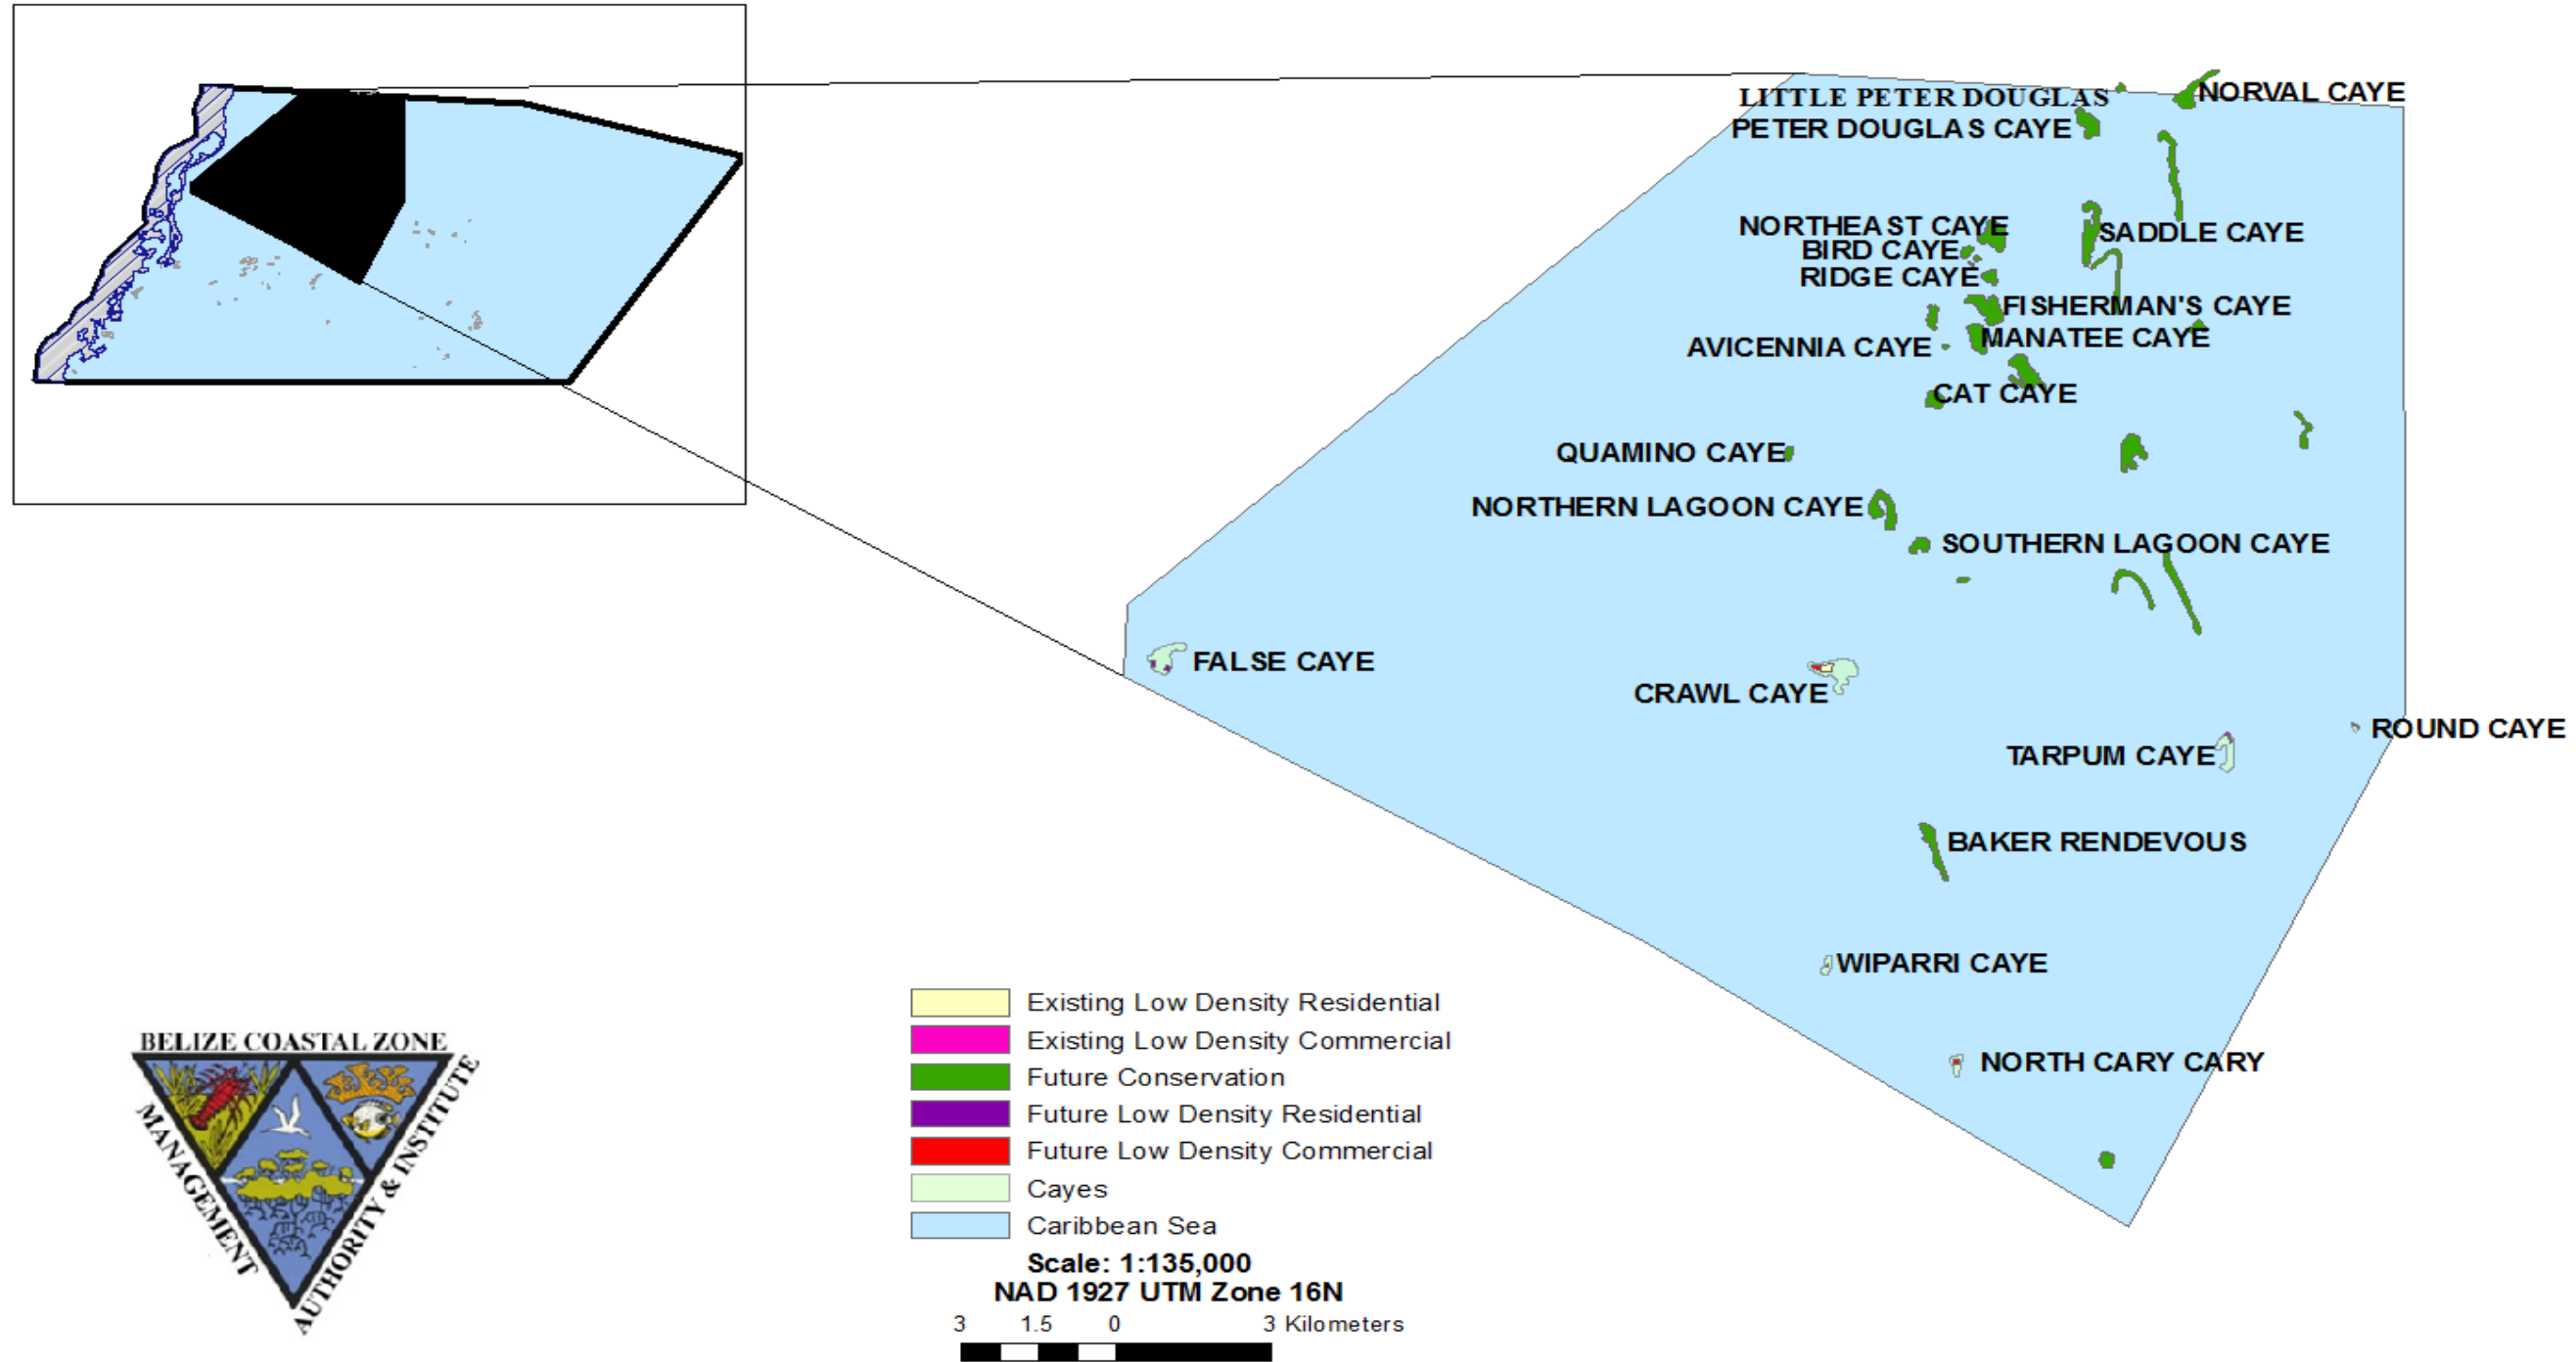 LITTLE PETER DOUGLAS
NORVAL CAYE
PETER DOUGLAS CAYE
NORTHEAST CAYE
SADDLE CAYE
BIRD CAYE
RIDGE CAYE
FISHERMAN'S CAYE
MANATEE CAYE
AVICENNIA CAYE
CAT CAYE
QUAMINO CAYE
NORTHERN LAGOON CAYE
SOUTHERN LAGOON CAYE
FALSE CAYE
CRAWL CAYE
ROUND CAYE
TARPUM CAYE
BAKER RENDEVOUS
WIPARRI CAYE
NORTH CARY CARY
BELIZE COASTAL ZONE
MANAGEMENT
AUTHORITY & INSTITUTE
Existing Low Density Residential
Existing Low Density Commercial
Future Conservation
Future Low Density Residential
Future Low Density Commercial
Cayes
Caribbean Sea
Scale: 1:135,000
NAD 1927 UTM Zone 16N
3 1.5 0 3 Kilometers